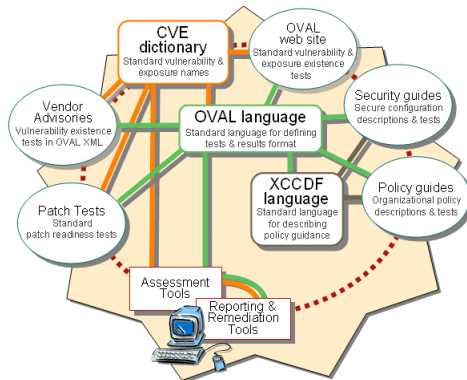 CVE
dictionary
Standard vulnerability &
exposure names
OVAL
web site
Standard vulnerability &
exposure existence
tests
Vendor
Advisories
Vulnerability existence
tests in OVAL XML
OVAL language
Standard language for defining
tests & results format
Security guides
Secure configuration
descriptions & tests
XCCDF
language
Standard language
for describing
policy guidance
Policy guides
Organizational policy
descriptions & tests
Patch Tests
Standard
patch readiness tests
Assessment
Tools
Reporting &
Remediation
Tools